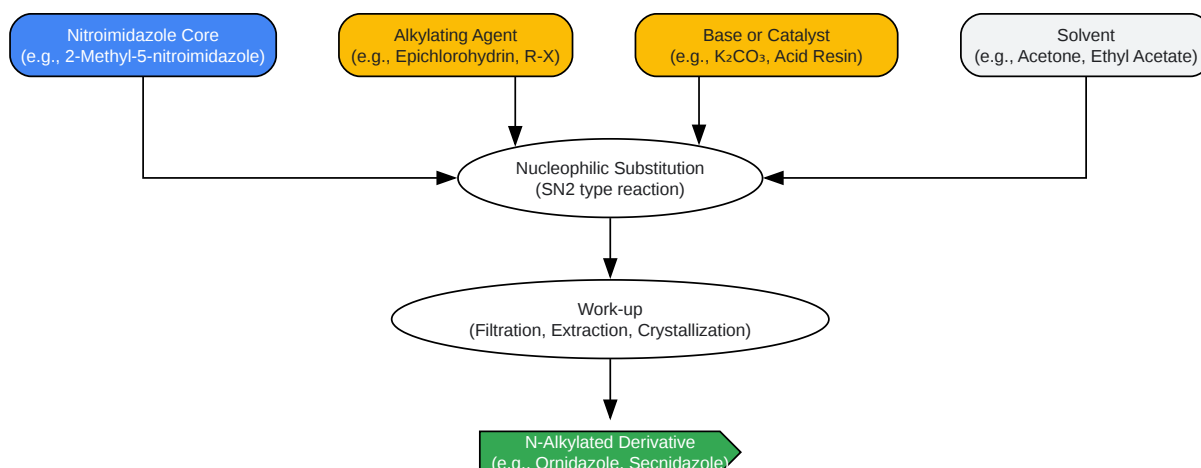 Nitroimidazole Core
(e.g., 2-Methyl-5-nitroimidazole)
Alkylating Agent
(e.g., Epichlorohydrin, R-X)
Base or Catalyst
(e.g., K₂CO₃, Acid Resin)
Solvent
(e.g., Acetone, Ethyl Acetate)
Nucleophilic Substitution
(SN2 type reaction)
Work-up
(Filtration, Extraction, Crystallization)
N-Alkylated Derivative
(e.g., Ornidazole, Secnidazole)